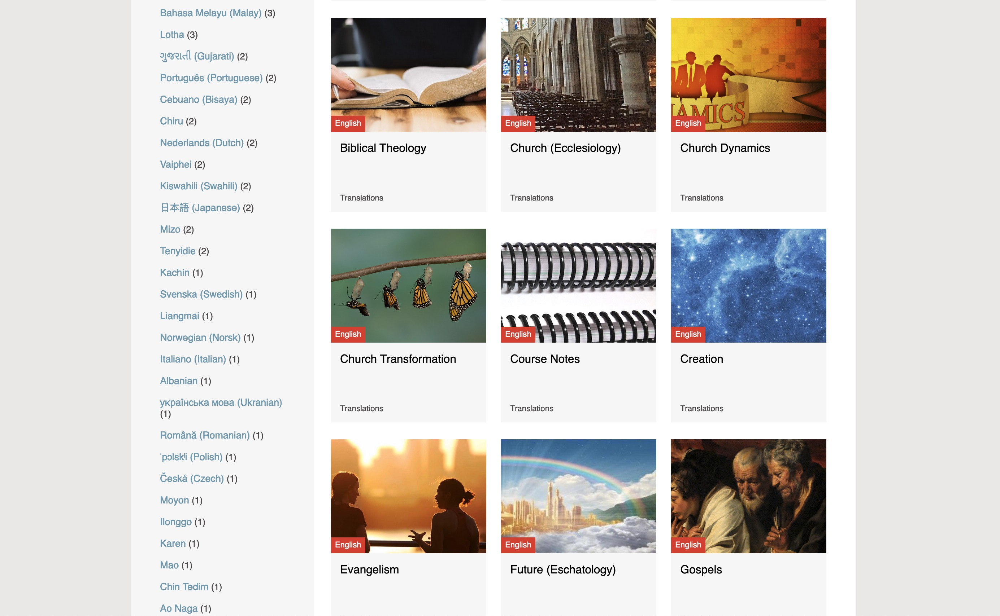 Bahasa Melayu (Malay) (3)
Lotha (3)
ગુજરાતી (Gujarati) (2)
Português (Portuguese) (2)
Cebuano (Bisaya) (2)
Chiru (2)
Nederlands (Dutch) (2)
Vaiphei (2)
Kiswahili (Swahili) (2)
日本語 (Japanese) (2)
Mizo (2)
Tenyidie (2)
Kachin (1)
Svenska (Swedish) (1)
Liangmai (1)
Norwegian (Norsk) (1)
Italiano (Italian) (1)
Albanian (1)
українська мова (Ukranian)
(1)
Română (Romanian) (1)
ˈpɔlskʲi (Polish) (1)
Česká (Czech) (1)
Moyon (1)
Ilonggo (1)
Karen (1)
Mao (1)
Chin Tedim (1)
Ao Naga (1)
English
Biblical Theology
Translations
English
Church (Ecclesiology)
Translations
AMICS
English
Church Dynamics
Translations
English
Church Transformation
Translations
English
Course Notes
Translations
English
Creation
Translations
English
Evangelism
English
Future (Eschatology)
English
Gospels